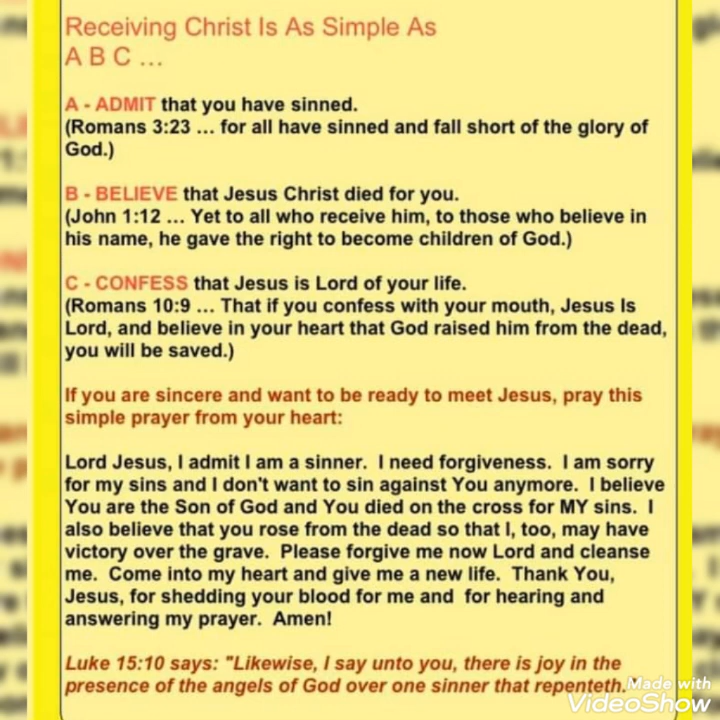 Receiving Christ Is As Simple As
A B C ...
A - ADMIT that you have sinned.
(Romans 3:23 ... for all have sinned and fall short of the glory of
God.)
B - BELIEVE that Jesus Christ died for you.
(John 1:12 ... Yet to all who receive him, to those who believe in
his name, he gave the right to become children of God.)
C - CONFESS that Jesus is Lord of your life.
(Romans 10:9 ... That if you confess with your mouth, Jesus Is
Lord, and believe in your heart that God raised him from the dead,
you will be saved.)
If you are sincere and want to be ready to meet Jesus, pray this
simple prayer from your heart:
Lord Jesus, I admit I am a sinner.  I need forgiveness.  I am sorry
for my sins and I don't want to sin against You anymore.  I believe
You are the Son of God and You died on the cross for MY sins.  I
also believe that you rose from the dead so that I, too, may have
victory over the grave.  Please forgive me now Lord and cleanse
me.  Come into my heart and give me a new life.  Thank You,
Jesus, for shedding your blood for me and  for hearing and
answering my prayer.  Amen!
Luke 15:10 says: "Likewise, I say unto you, there is joy in the
presence of the angels of God over one sinner that repenteth.
Made with
VideoShow